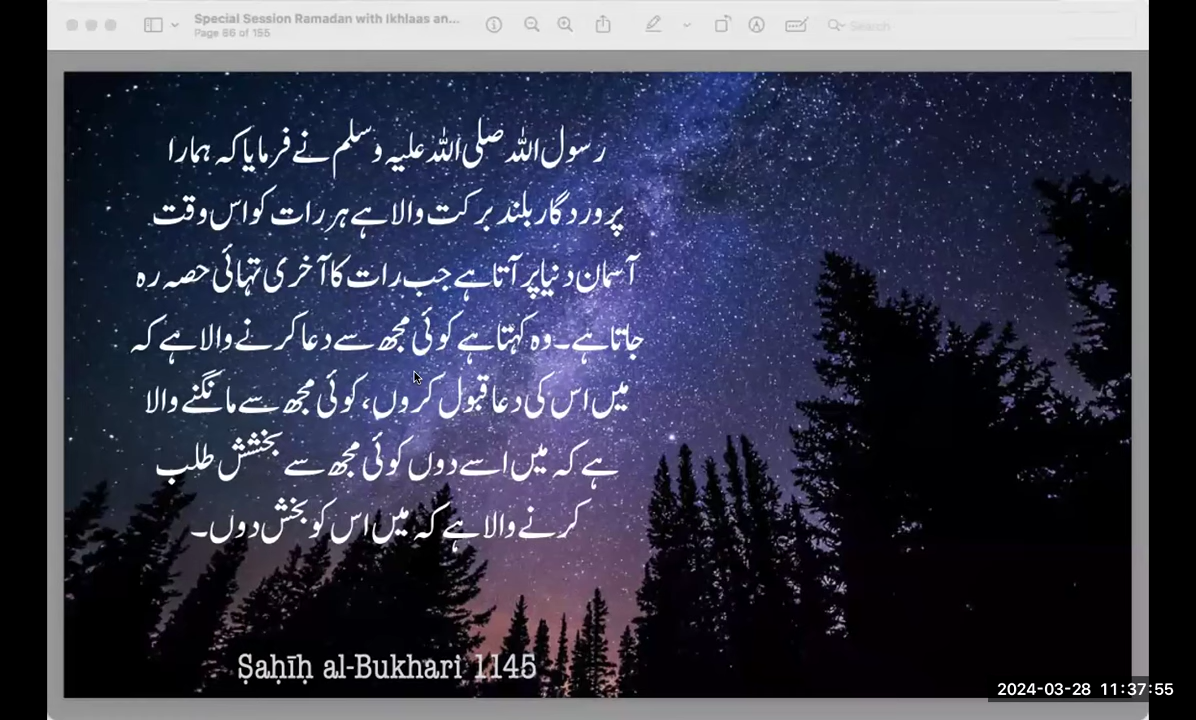 Special Session Ramadan with Ikhlaas an...
Page 86 of 155
Search
رسول اللہ صلی اللہ علیہ وسلم نے فرمایا کہ ہمارا
پروردگار بلند برکت والا ہے ہر رات کو اس وقت
آسمان دنیا پر آتا ہے جب رات کا آخری تہائی حصہ رہ
جاتا ہے۔ وہ کہتا ہے کوئی مجھ سے دعا کرنے والا ہے کہ
میں اس کی دعا قبول کروں، کوئی مجھ سے مانگنے والا
ہے کہ میں اسے دوں کوئی مجھ سے بخشش طلب
کرنے والا ہے کہ میں اس کو بخش دوں۔
Ṣaḥīḥ al-Bukhari 1145
2024-03-28 11:37:55